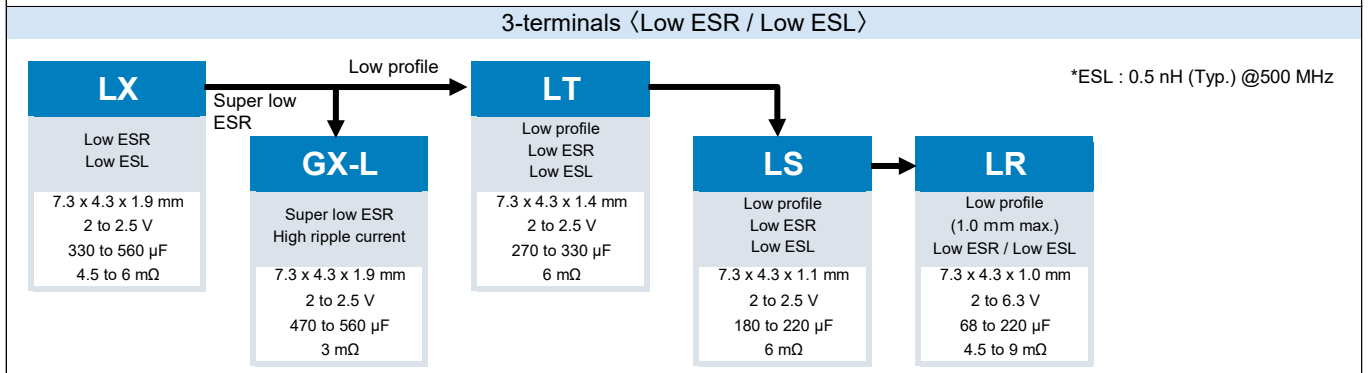 3-terminals〈Low ESR / Low ESL〉
*ESL : 0.5 nH (Typ.) @500 MHz
LX
Low ESR
Low ESL
7.3 x 4.3 x 1.9 mm
2 to 2.5 V
330 to 560 µF
4.5 to 6 mΩ
Low profile
Super low
ESR
GX-L
Super low ESR
High ripple current
7.3 x 4.3 x 1.9 mm
2 to 2.5 V
470 to 560 µF
3 mΩ
LT
Low profile
Low ESR
Low ESL
7.3 x 4.3 x 1.4 mm
2 to 2.5 V
270 to 330 µF
6 mΩ
LS
Low profile
Low ESR
Low ESL
7.3 x 4.3 x 1.1 mm
2 to 2.5 V
180 to 220 µF
6 mΩ
LR
Low profile
(1.0 mm max.)
Low ESR / Low ESL
7.3 x 4.3 x 1.0 mm
2 to 6.3 V
68 to 220 µF
4.5 to 9 mΩ